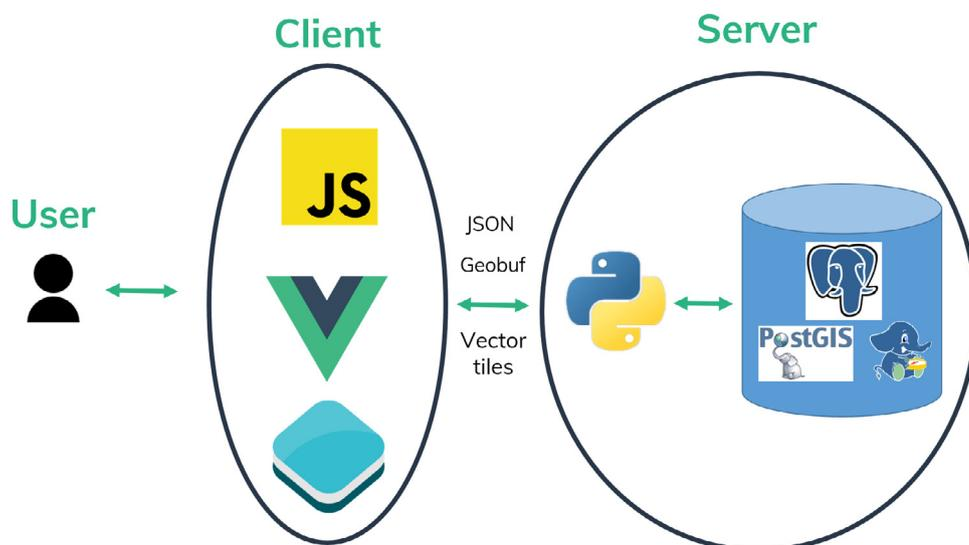 Client
Server
User
JS
JSON
Geobuf
Vector
tiles
PostGIS